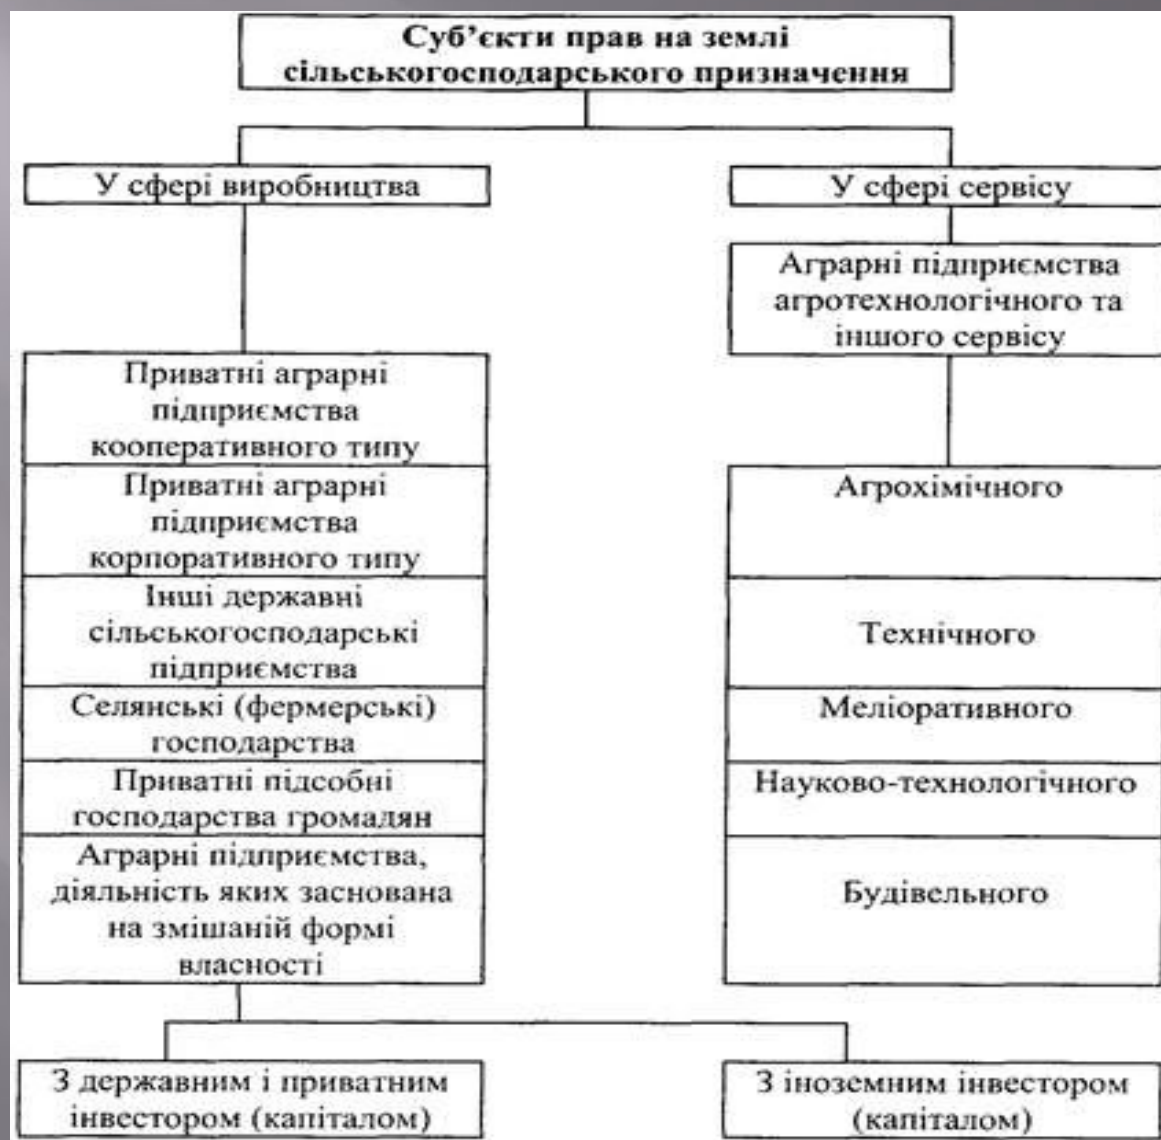 Суб’єкти прав на землі
сільськогосподарського призначення
У сфері виробництва
У сфері сервісу
Аграрні підприємства
агротехнологічного та
іншого сервісу
Приватні аграрні
підприємства
кооперативного типу
Приватні аграрні
підприємства
корпоративного типу
Інші державні
сільськогосподарські
підприємства
Селянські (фермерські)
господарства
Приватні підсобні
господарства громадян
Аграрні підприємства,
діяльність яких заснована
на змішаній формі
власності
Агрохімічного
Технічного
Меліоративного
Науково-технологічного
Будівельного
З державним і приватним
інвестором (капіталом)
З іноземним інвестором
(капіталом)